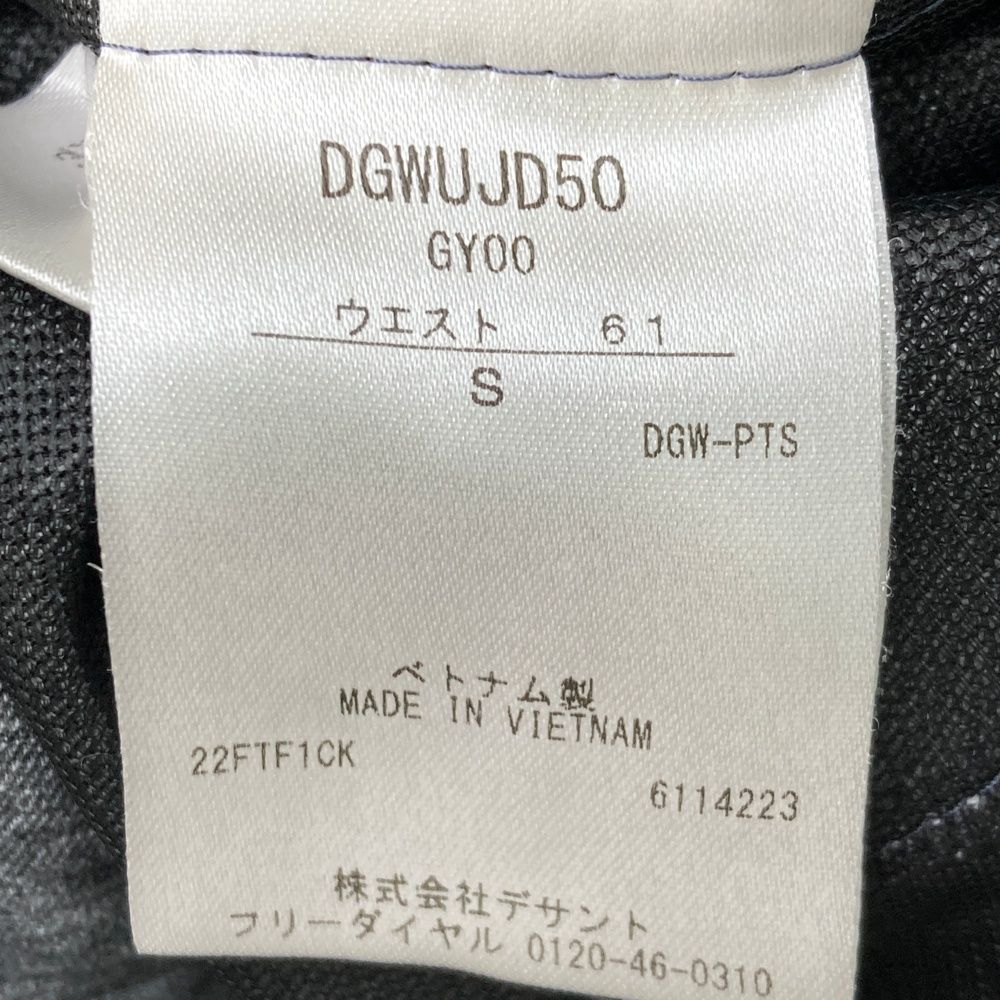 DGWUJD50
GY00
ウエスト 61
S
DGW-PTS
ベトナム製
MADE IN VIETNAM
22FTF1CK
6114223
株式会社デサント
フリーダイヤル 0120-46-0310